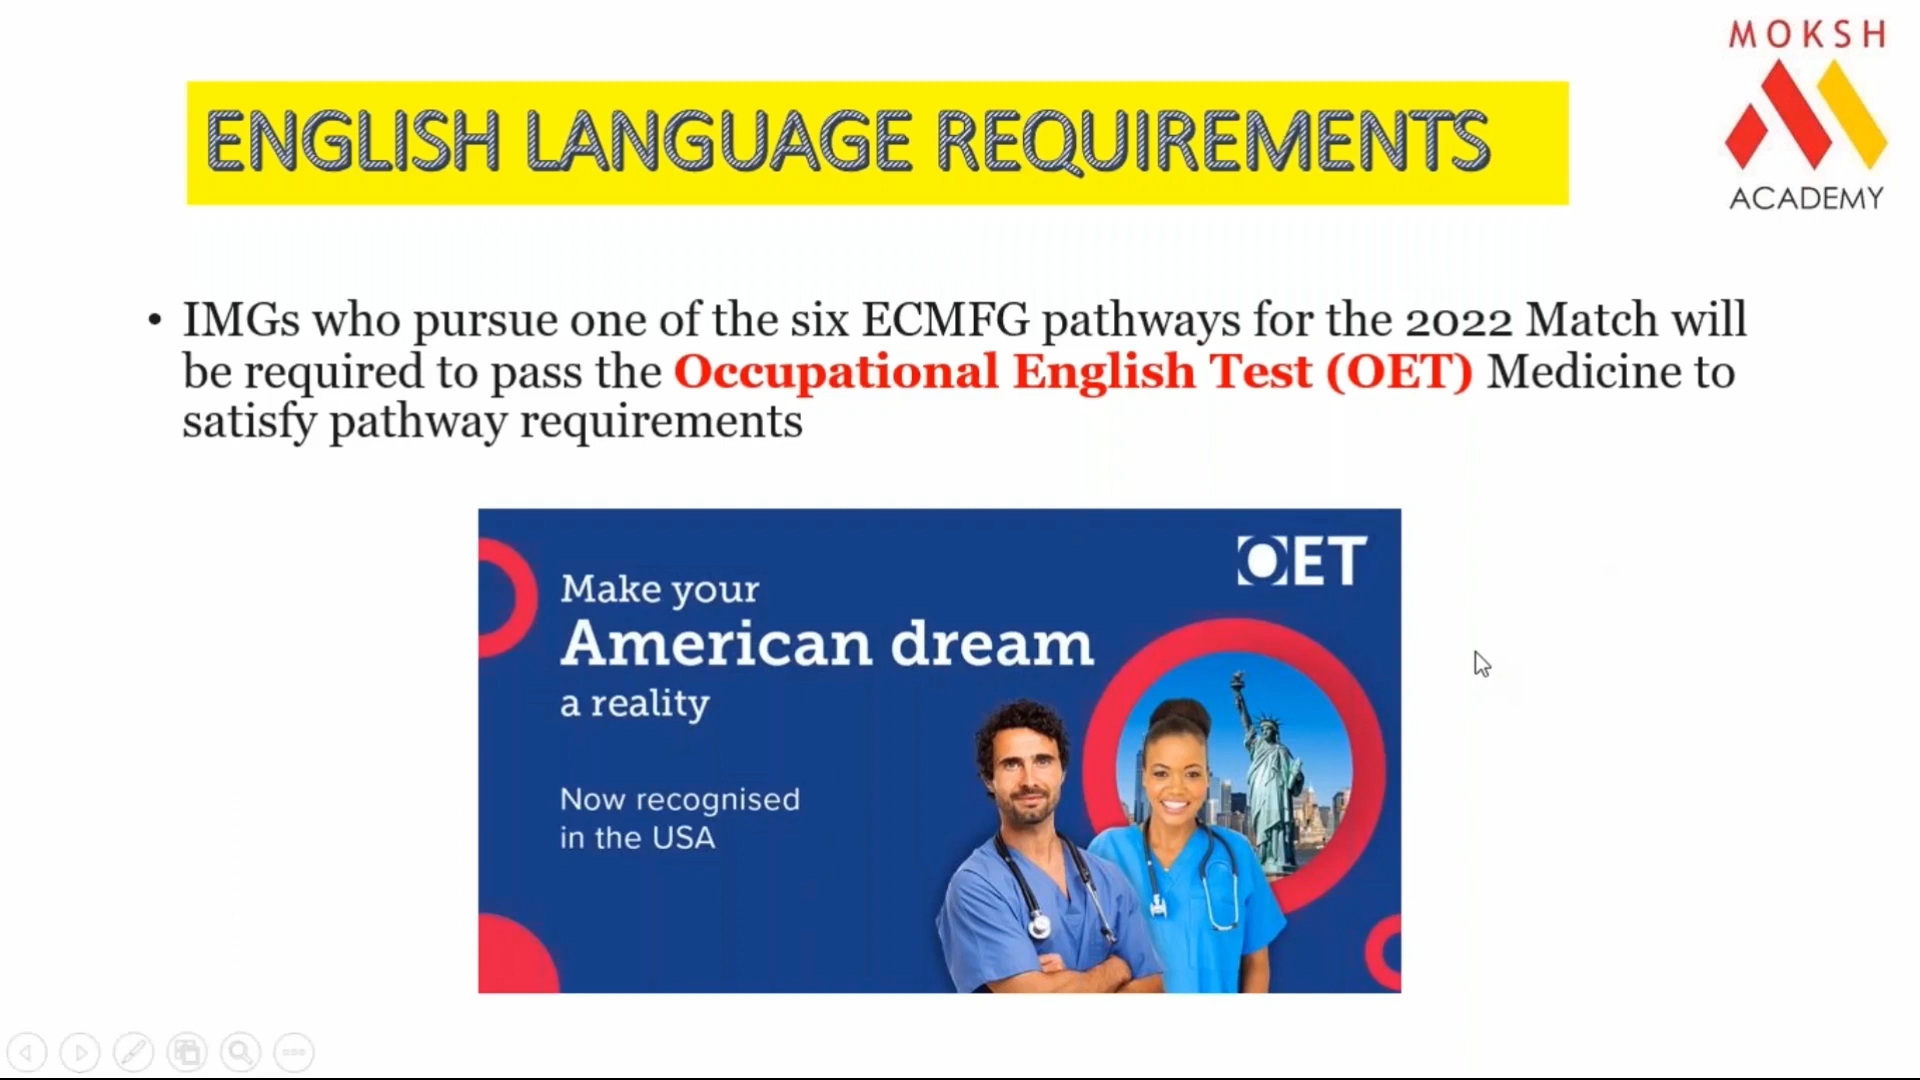 MOKSH
ACADEMY
ENGLISH LANGUAGE REQUIREMENTS
• IMGs who pursue one of the six ECMFG pathways for the 2022 Match will
be required to pass the Occupational English Test (OET) Medicine to
satisfy pathway requirements
OET
Make your
American dream
a reality
Now recognised
in the USA